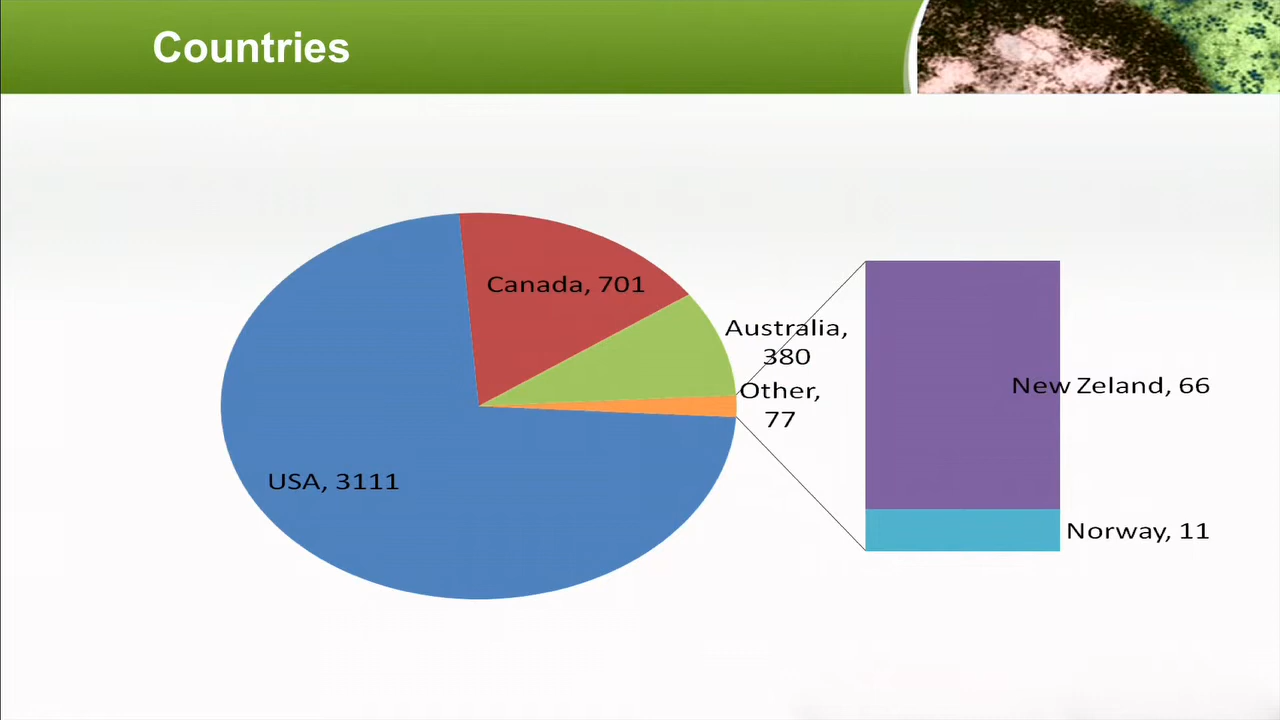 Countries
Canada, 701
Australia,
380
Other,
77
New Zeland, 66
USA, 3111
Norway, 11